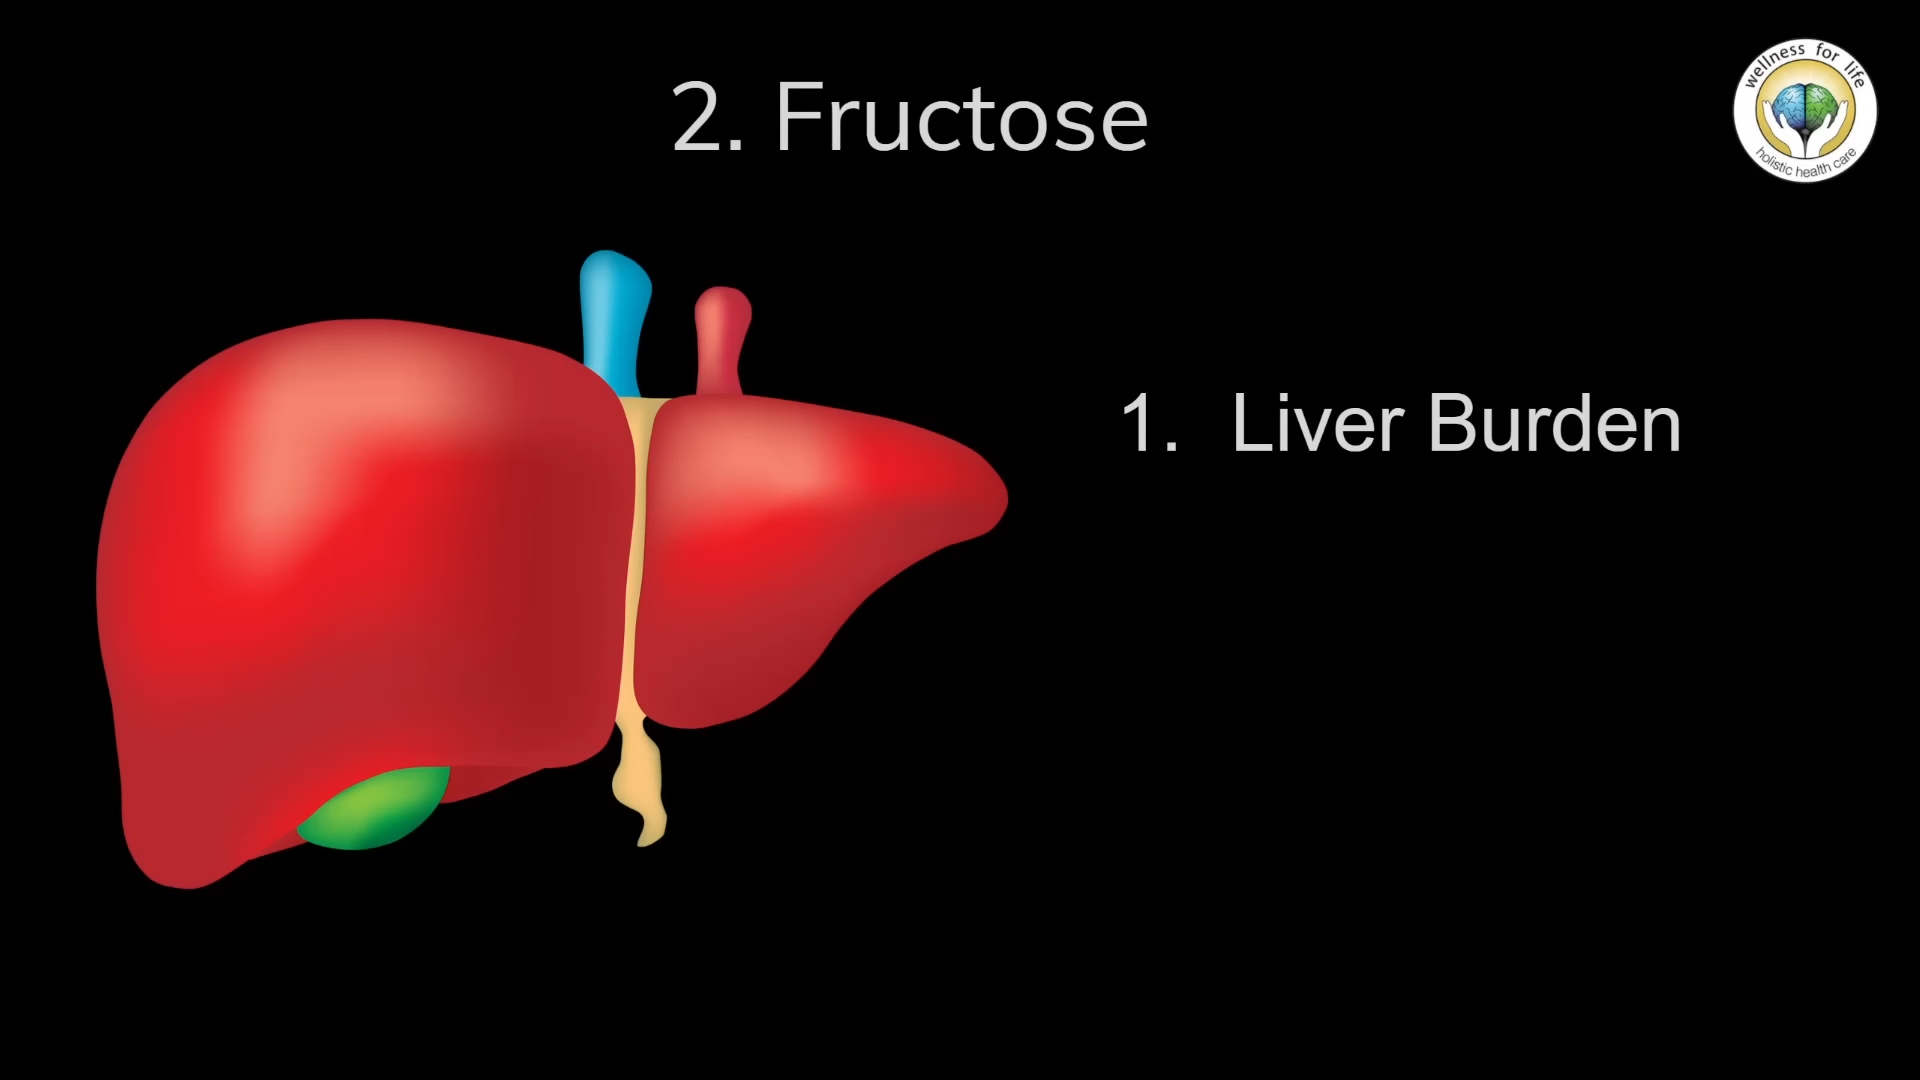 2. Fructose
wellness for life
holistic health care
1. Liver Burden